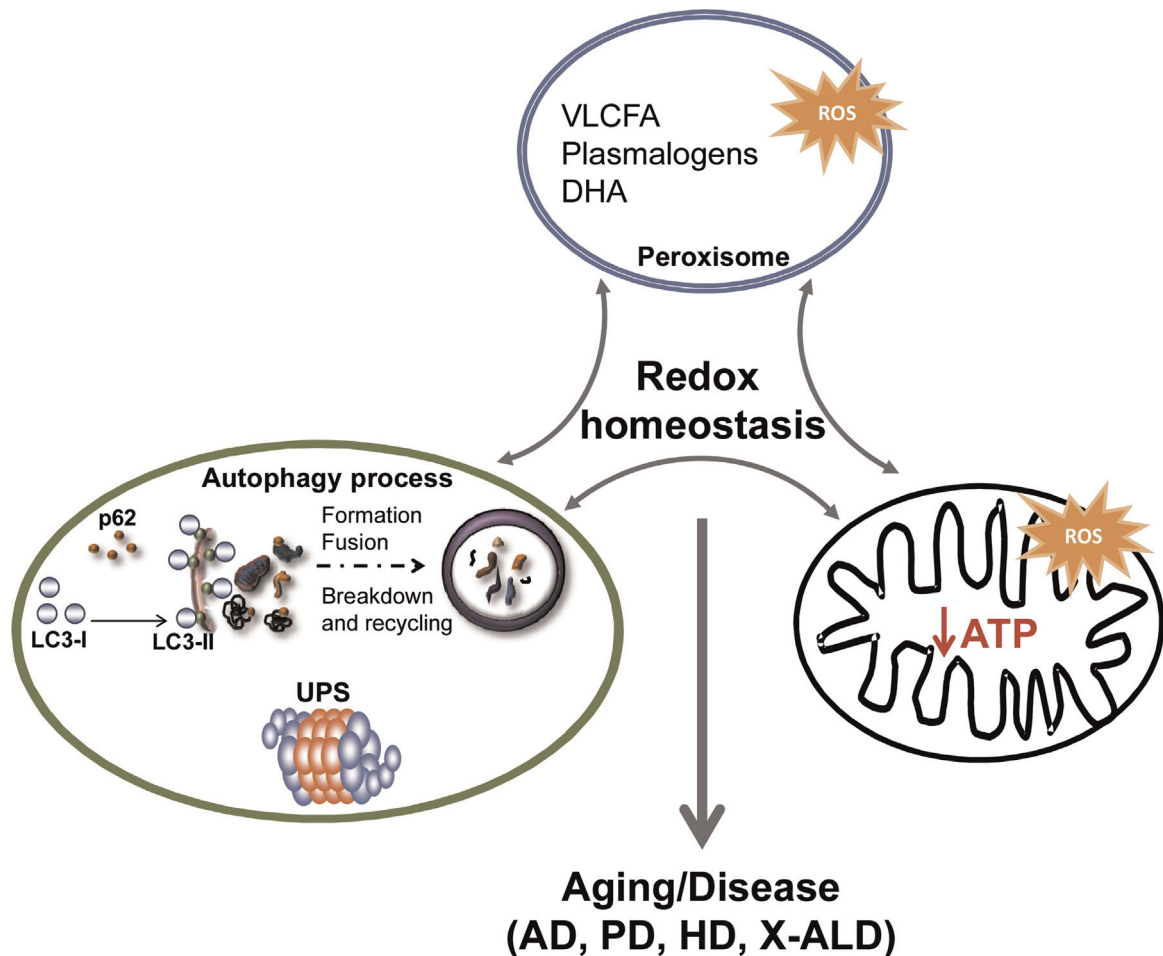 VLCFA
Plasmalogens
DHA
ROS
Peroxisome
Redox
homeostasis
Autophagy process
p62
Formation
Fusion
Breakdown
and recycling
LC3-I
LC3-II
UPS
ROS
↓ATP
Aging/Disease
(AD, PD, HD, X-ALD)